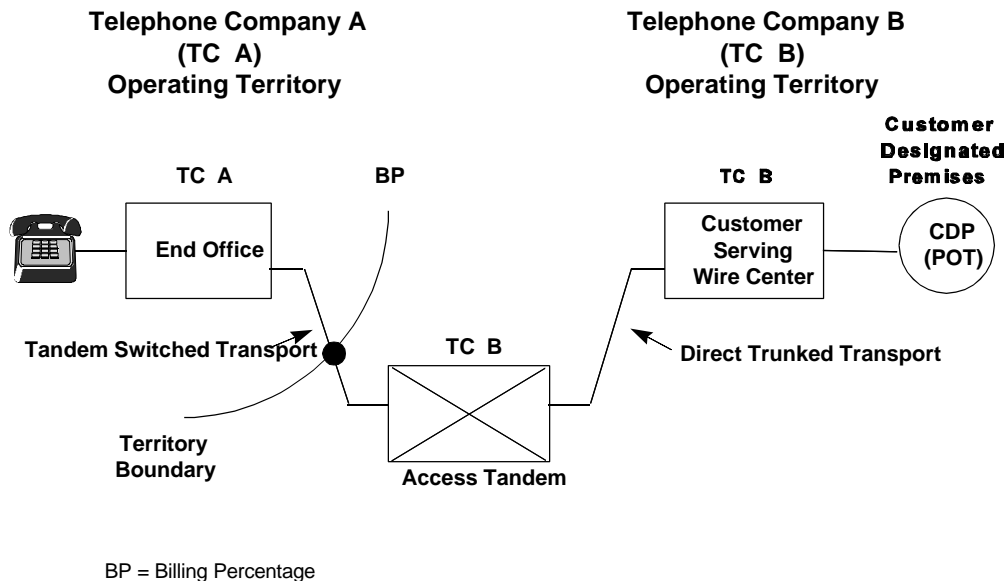 Telephone Company A
(TC A)
Operating Territory
Telephone Company B
(TC B)
Operating Territory
Customer
Designated
Premises
TC A
BP
TC B
End Office
Customer
Serving
Wire Center
CDP
(POT)
Tandem Switched Transport
TC B
Direct Trunked Transport
Territory
Boundary
Access Tandem
BP = Billing Percentage